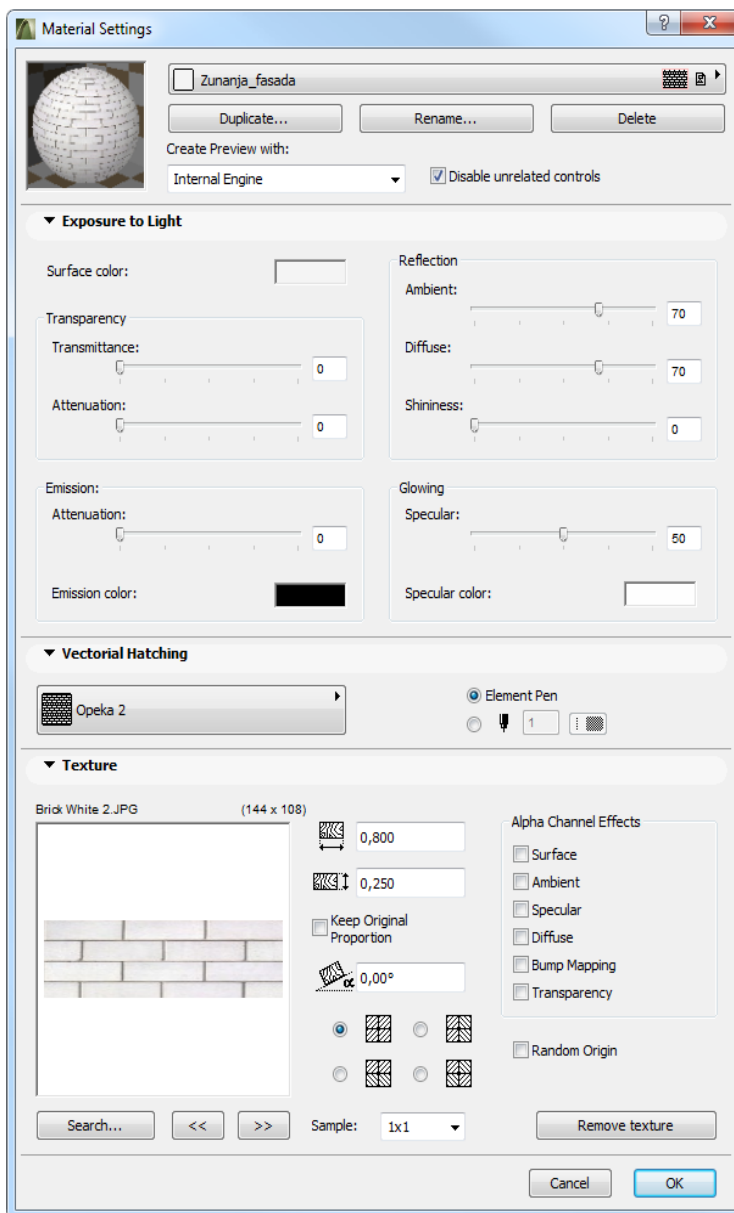 Material Settings
Zunanja_fasada
Duplicate... Rename... Delete
Create Preview with:
Internal Engine Disable unrelated controls
Exposure to Light
Surface color:
Transparency
Transmittance: 0
Attenuation: 0
Reflection
Ambient: 70
Diffuse: 70
Shininess: 0
Emission:
Attenuation: 0
Emission color:
Glowing
Specular: 50
Specular color:
Vectorial Hatching
Opeka 2
Element Pen
1
Texture
Brick White 2.JPG (144 x 108)
0,800
0,250
Keep Original
Proportion
α 0,00°
Alpha Channel Effects
Surface
Ambient
Specular
Diffuse
Bump Mapping
Transparency
Random Origin
Search... << >> Sample: 1x1 Remove texture
Cancel OK